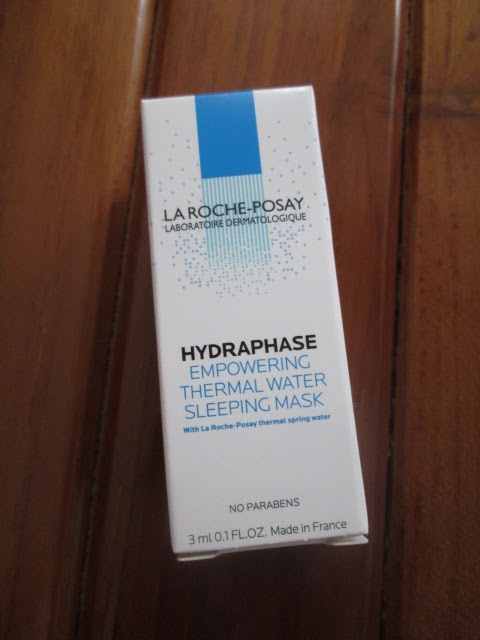 LA ROCHE-POSAY
LABORATOIRE DERMATOLOGIQUE
HYDRAPHASE
EMPOWERING
THERMAL WATER
SLEEPING MASK
With La Roche-Posay thermal spring water
NO PARABENS
3 ml 0.1 FL.OZ. Made in France